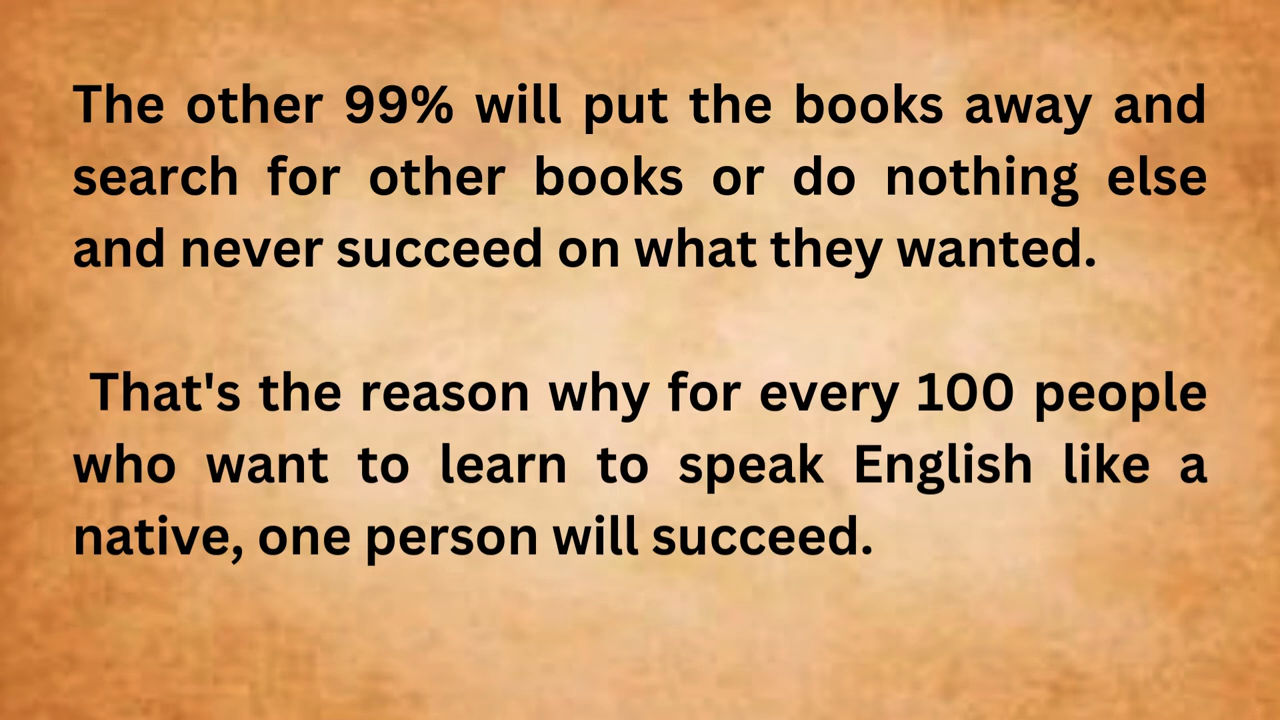 The other 99% will put the books away and
search for other books or do nothing else
and never succeed on what they wanted.
That's the reason why for every 100 people
who want to learn to speak English like a
native, one person will succeed.